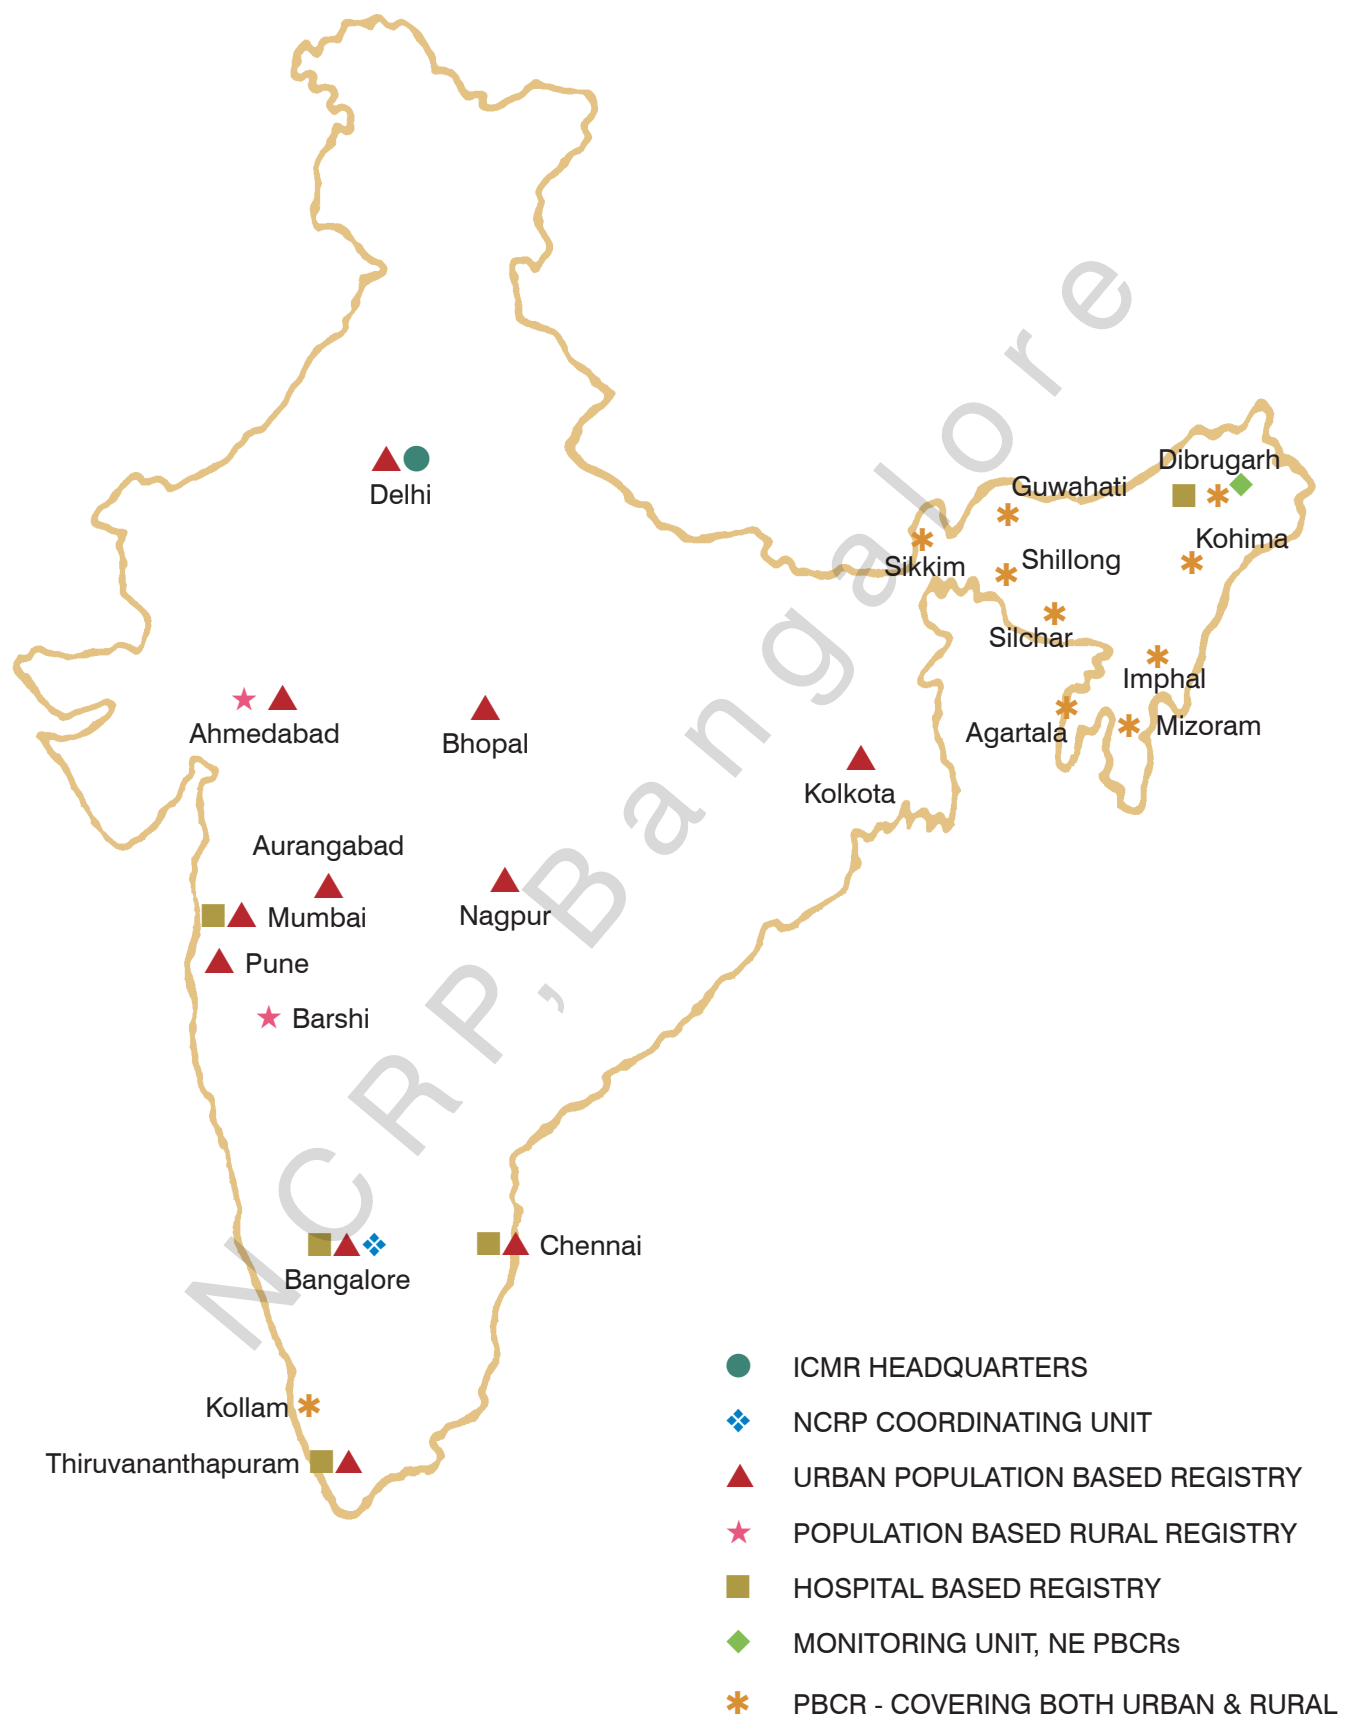 Dibrugarh
Guwahati
Delhi
Kohima
Shillong
Sikkim
Silchar
Imphal
Ahmedabad
Bhopal
Agartala
Mizoram
Kolkota
Aurangabad
Mumbai
Nagpur
Pune
Barshi
NCRP, Bangalore
Chennai
Bangalore
Kollam
Thiruvananthapuram
ICMR HEADQUARTERS
NCRP COORDINATING UNIT
URBAN POPULATION BASED REGISTRY
POPULATION BASED RURAL REGISTRY
HOSPITAL BASED REGISTRY
MONITORING UNIT, NE PBCRs
PBCR - COVERING BOTH URBAN & RURAL